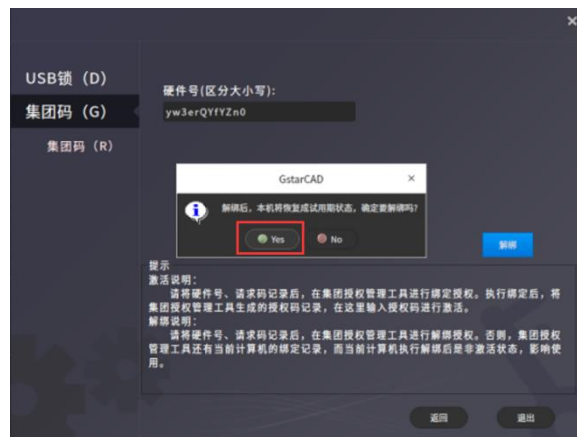 USB锁（D）
集团码（G）
集团码（R）
硬件号(区分大小写):
yw3erQYfYZn0
GstarCAD
解绑后，本机将恢复成试用期状态，确定要解绑吗?
Yes
No
解绑
提示
激活说明：
请将硬件号、请求码记录后，在集团授权管理工具进行绑定授权。执行绑定后，将
集团授权管理工具生成的授权码记录，在这里输入授权码进行激活。
解绑说明：
请将硬件号、请求码记录后，在集团授权管理工具进行解绑授权。否则，集团授权
管理工具还有当前计算机的绑定记录，而当前计算机执行解绑后是非激活状态，影响使
用。
返回
退出